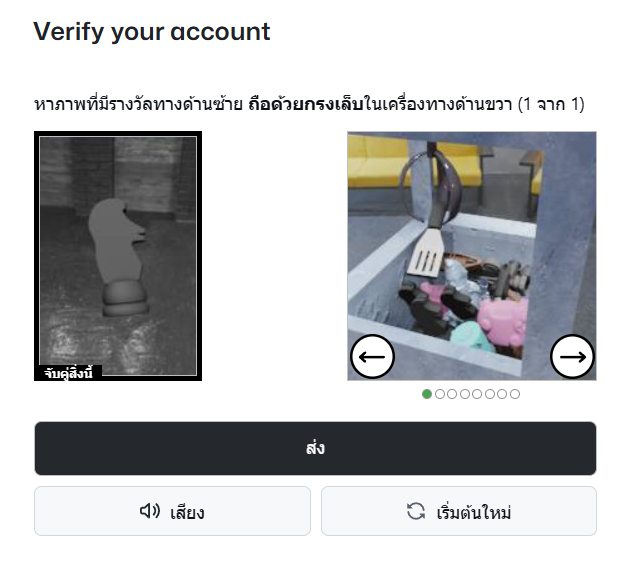 Verify your account
หาภาพที่มีรางวัลทางด้านซ้าย ถือด้วยกรงเล็บในเครื่องทางด้านขวา (1 จาก 1)
จับคู่สิ่งนี้
ส่ง
เสียง
เริ่มต้นใหม่